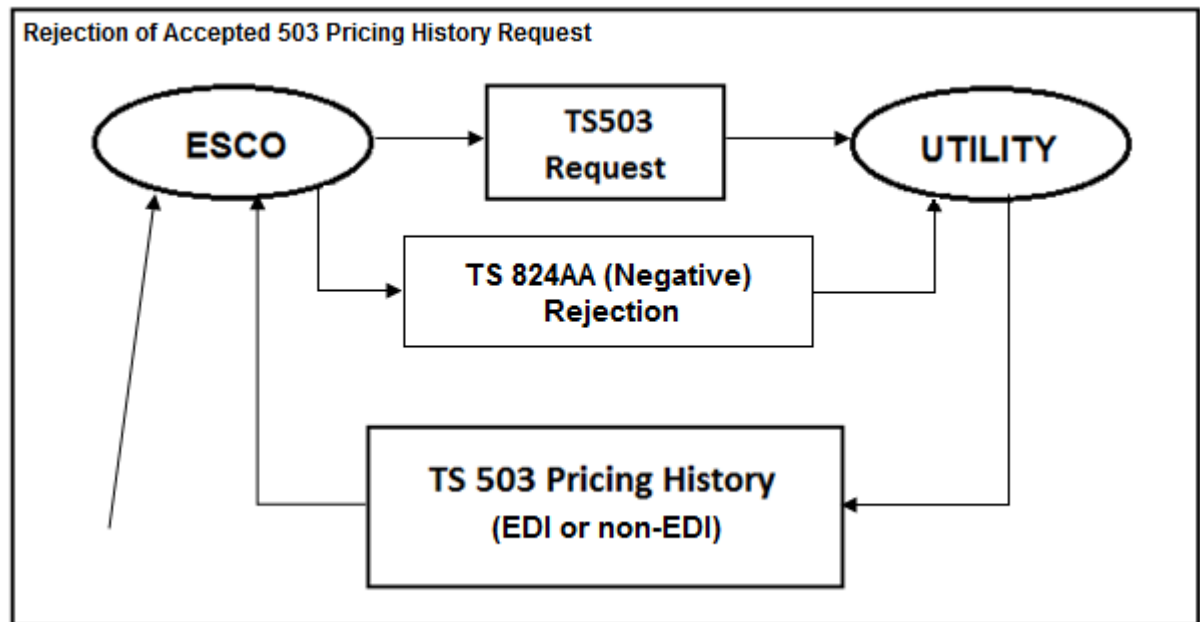 Rejection of Accepted 503 Pricing History Request
ESCO
TS503
Request
UTILITY
TS 824AA (Negative)
Rejection
TS 503 Pricing History
(EDI or non-EDI)